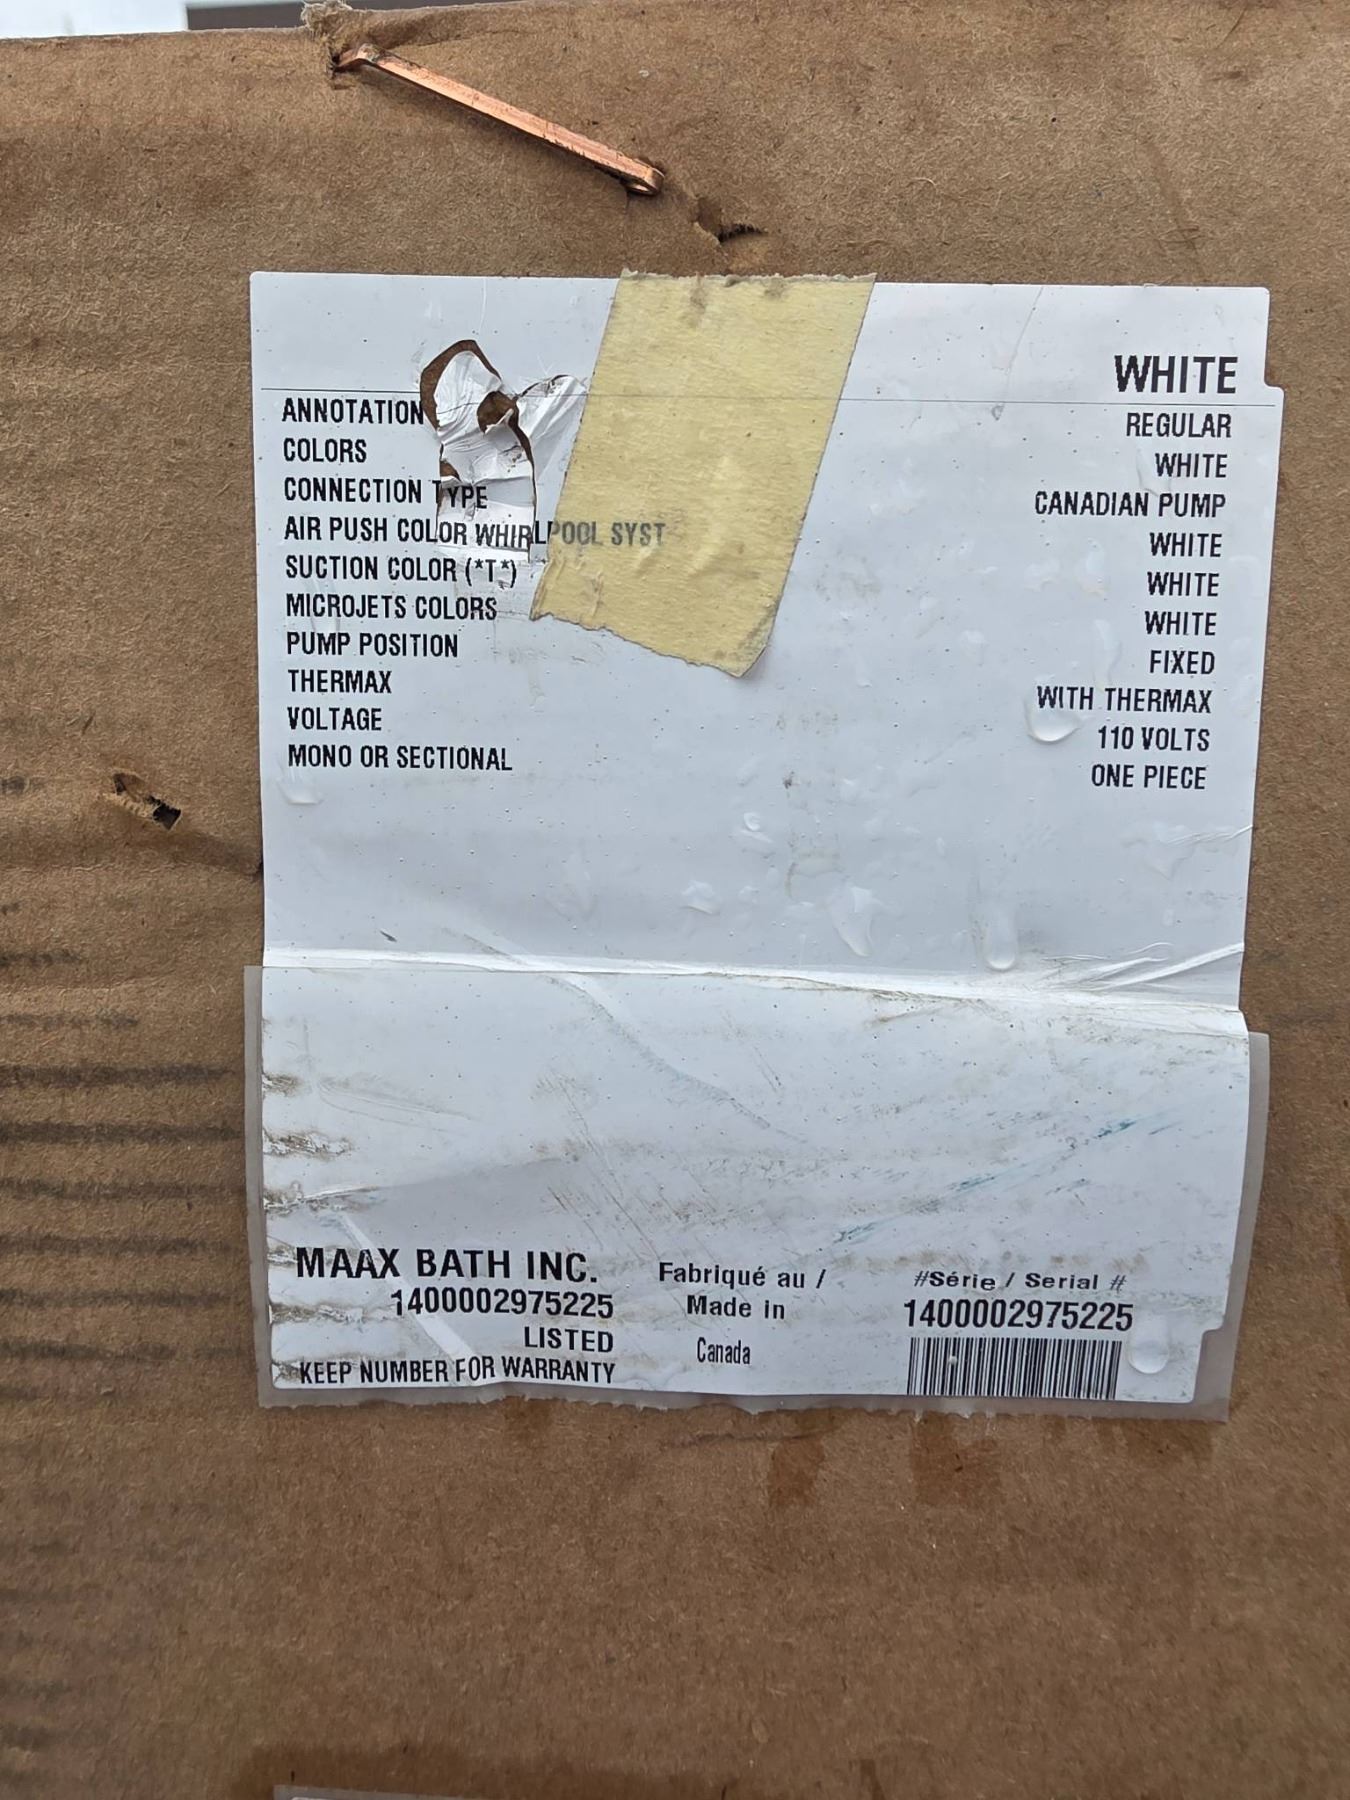 WHITE
ANNOTATION REGULAR
COLORS WHITE
CONNECTION TYPE CANADIAN PUMP
AIR PUSH COLOR WHIRLPOOL SYST WHITE
SUCTION COLOR (*T*) WHITE
MICROJETS COLORS WHITE
PUMP POSITION FIXED
THERMAX WITH THERMAX
VOLTAGE 110 VOLTS
MONO OR SECTIONAL ONE PIECE
MAAX BATH INC.
1400002975225
LISTED
KEEP NUMBER FOR WARRANTY
Fabriqué au /
Made in
Canada
#Série / Serial #
1400002975225